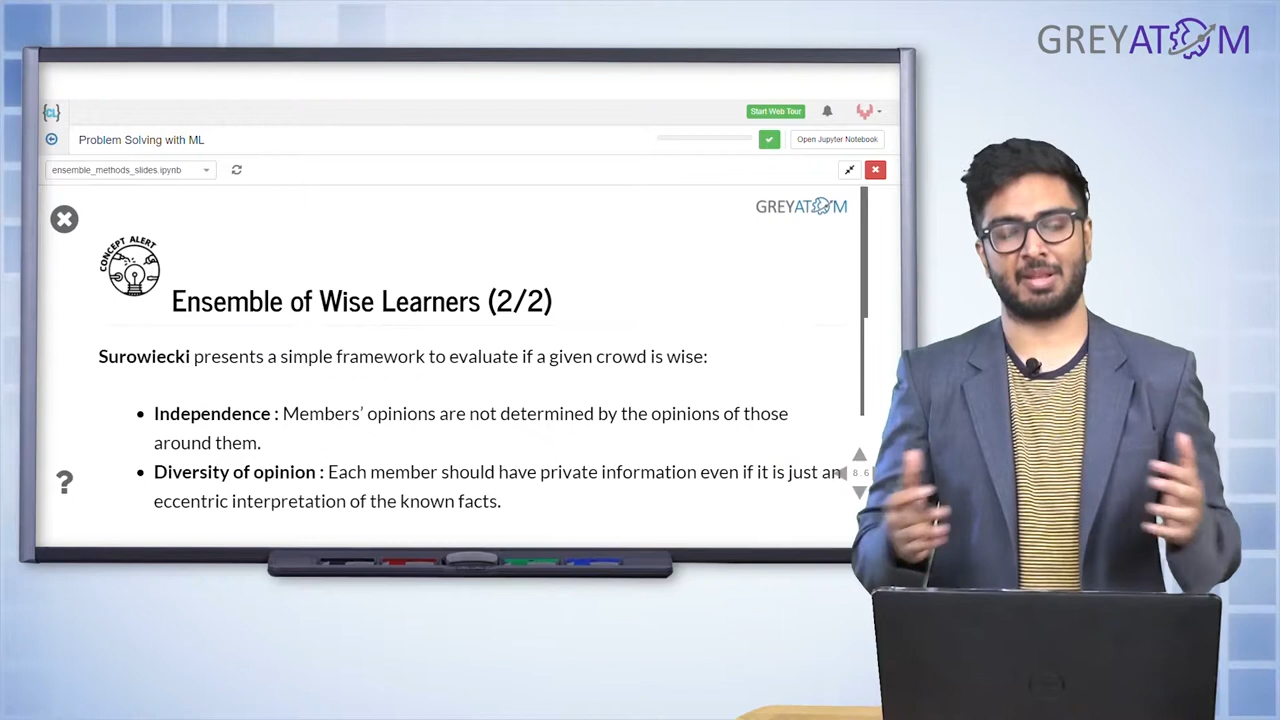 GREYATOM
Start Web Tour
{CL}
Problem Solving with ML
Open Jupyter Notebook
ensemble_methods_slides.ipynb
GREYATOM
CONCEPT ALERT
Ensemble of Wise Learners (2/2)
Surowiecki presents a simple framework to evaluate if a given crowd is wise:
• Independence : Members’ opinions are not determined by the opinions of those
around them.
• Diversity of opinion : Each member should have private information even if it is just an
eccentric interpretation of the known facts.
8.6
?